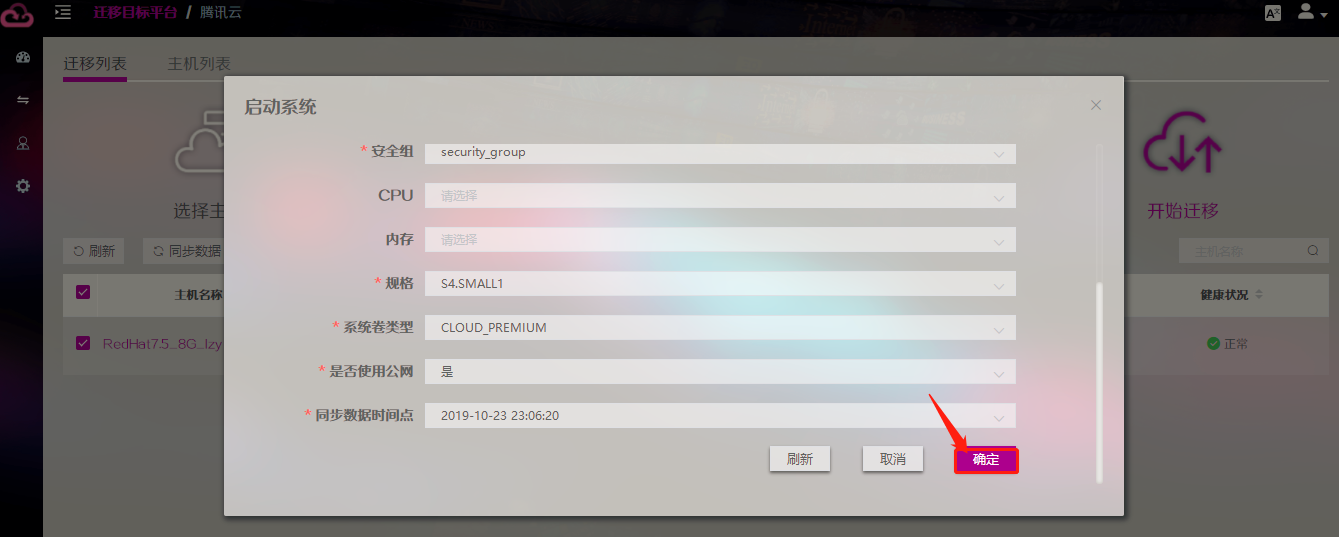 迁移目标平台 / 腾讯云
迁移列表 主机列表
启动系统
* 安全组 security_group
CPU 请选择
选择主
开始迁移
内存 请选择
刷新 同步数据
主机名称
* 规格 S4.SMALL1
主机名称
健康状况
* 系统卷类型 CLOUD_PREMIUM
RedHat7.5_8G_lzy
正常
* 是否使用公网 是
* 同步数据时间点 2019-10-23 23:06:20
刷新 取消 确定